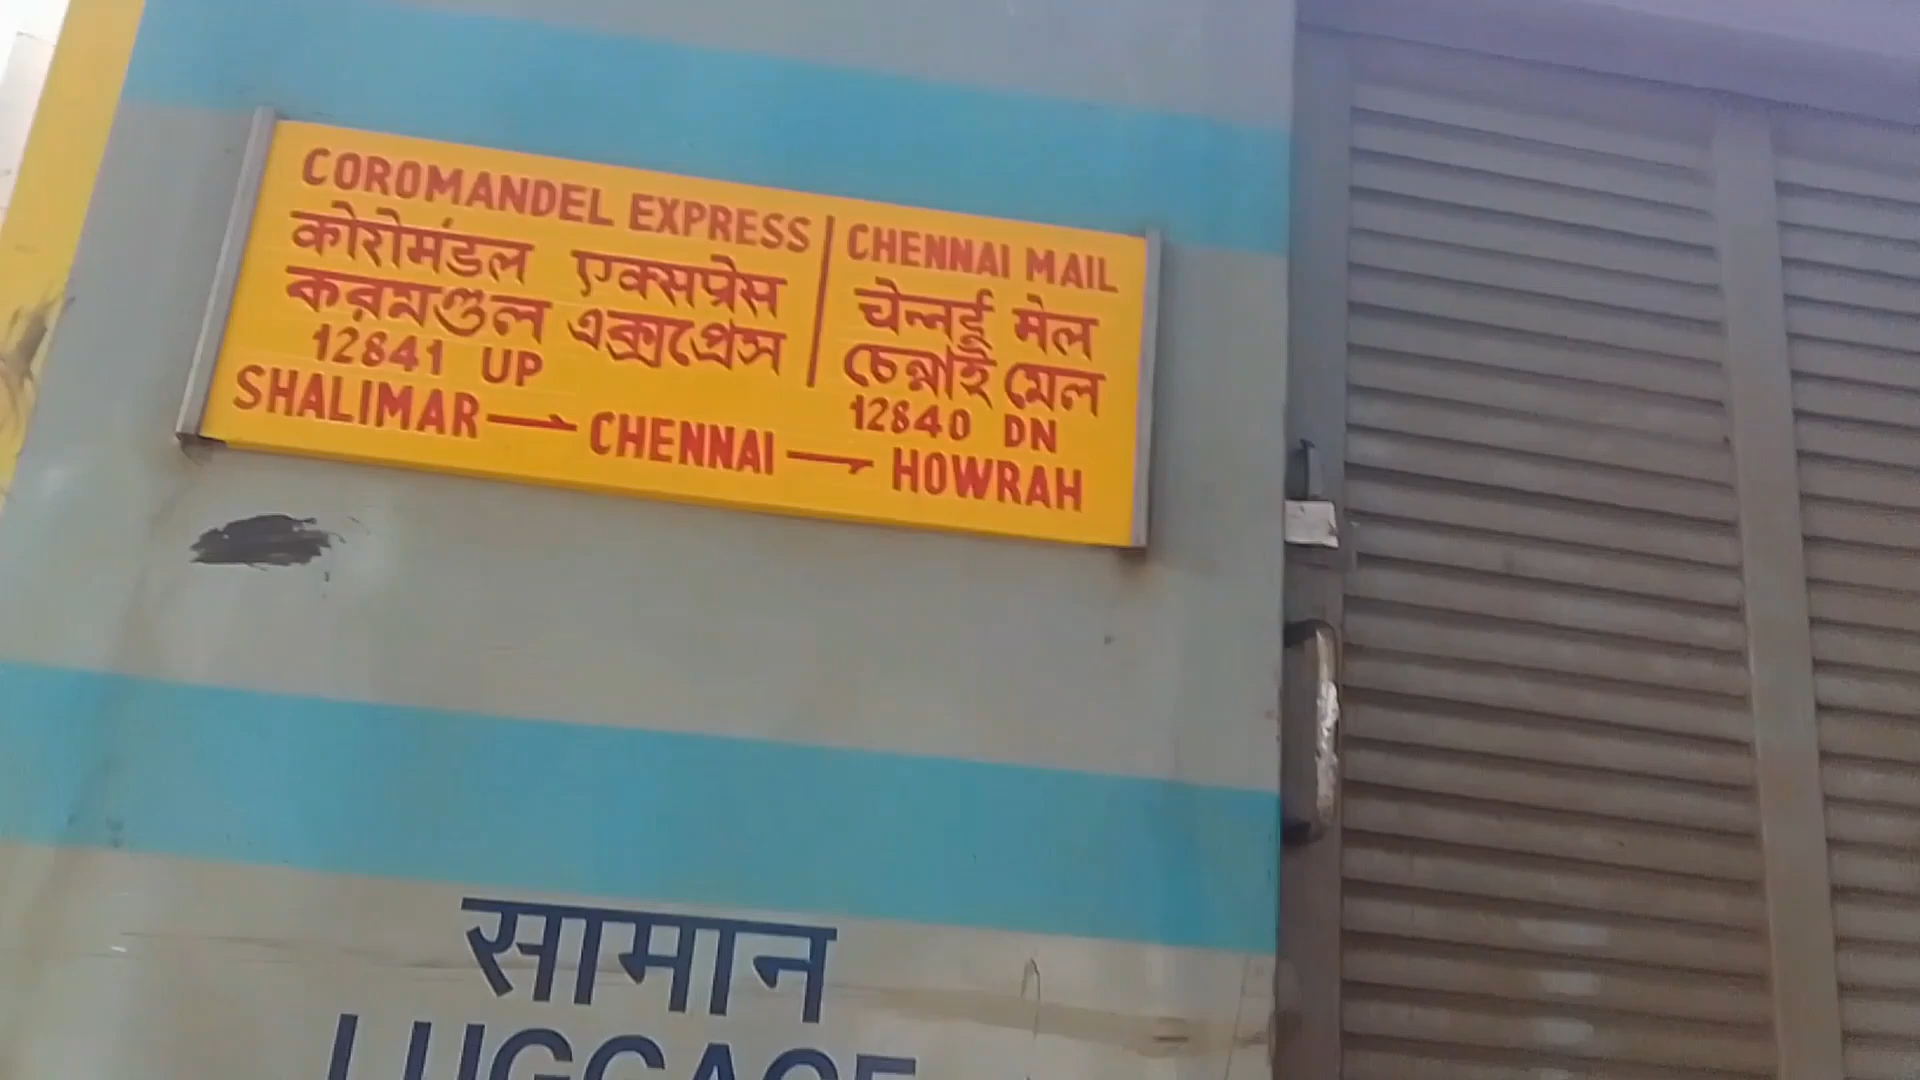 COROMANDEL EXPRESS
कोरोमंडल एक्सप्रेस
করমণ্ডল এক্সপ্রেস
12841 UP
CHENNAI MAIL
चेन्नई मेल
চেন্নাই মেল
12840 DN
SHALIMAR → CHENNAI → HOWRAH
सामान
LUGGAGE